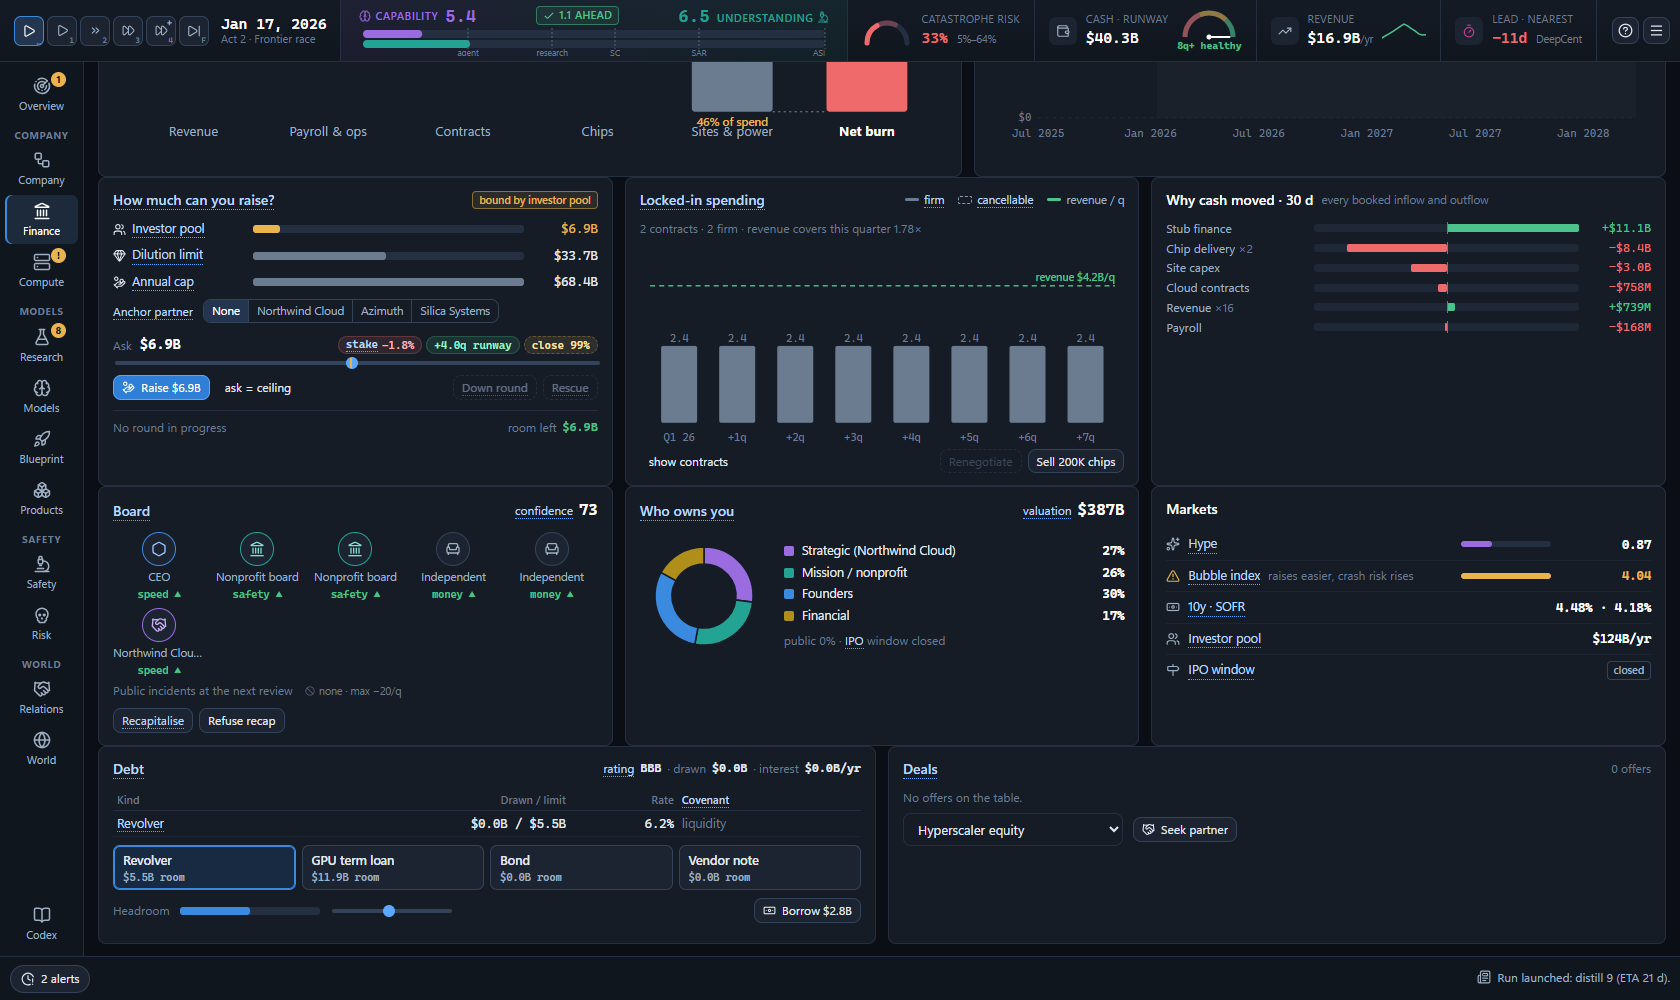 Jan 17, 2026
Act 2 · Frontier race
CAPABILITY 5.4
1.1 AHEAD
6.5 UNDERSTANDING
agent
research
SC
SAR
ASI
CATASTROPHE RISK
33% 5%–64%
CASH · RUNWAY
$40.3B
8q+ healthy
REVENUE
$16.9B/yr
LEAD · NEAREST
−11d DeepCent
1
2
3
4
F
Overview
1
COMPANY
Company
Finance
Compute
!
MODELS
Research
8
Models
Blueprint
Products
SAFETY
Safety
Risk
WORLD
Relations
World
Codex
46% of spend
Revenue
Payroll & ops
Contracts
Chips
Sites & power
Net burn
$0
Jul 2025
Jan 2026
Jul 2026
Jan 2027
Jul 2027
Jan 2028
How much can you raise?
bound by investor pool
Investor pool
$6.9B
Dilution limit
$33.7B
Annual cap
$68.4B
Anchor partner
None
Northwind Cloud
Azimuth
Silica Systems
Ask $6.9B
stake −1.8%
+4.0q runway
close 99%
Raise $6.9B
ask = ceiling
Down round
Rescue
No round in progress
room left $6.9B
Locked-in spending
firm
cancellable
revenue / q
2 contracts · 2 firm · revenue covers this quarter 1.78×
revenue $4.2B/q
2.4
2.4
2.4
2.4
2.4
2.4
2.4
2.4
Q1 26
+1q
+2q
+3q
+4q
+5q
+6q
+7q
show contracts
Renegotiate
Sell 200K chips
Why cash moved · 30 d every booked inflow and outflow
Stub finance
+$11.1B
Chip delivery ×2
−$8.4B
Site capex
−$3.0B
Cloud contracts
−$758M
Revenue ×16
+$739M
Payroll
−$168M
Board
confidence 73
CEO
speed ▲
Nonprofit board
safety ▲
Nonprofit board
safety ▲
Independent
money ▲
Independent
money ▲
Northwind Clou...
speed ▲
Public incidents at the next review
none · max −20/q
Recapitalise
Refuse recap
Who owns you
valuation $387B
Strategic (Northwind Cloud)
27%
Mission / nonprofit
26%
Founders
30%
Financial
17%
public 0% · IPO window closed
Markets
Hype
0.87
Bubble index raises easier, crash risk rises
4.04
10y · SOFR
4.48% · 4.18%
Investor pool
$124B/yr
IPO window
closed
Debt
rating BBB · drawn $0.0B · interest $0.0B/yr
Kind
Drawn / limit
Rate
Covenant
Revolver
$0.0B / $5.5B
6.2%
liquidity
Revolver
$5.5B room
GPU term loan
$11.9B room
Bond
$0.0B room
Vendor note
$0.0B room
Headroom
Borrow $2.8B
Deals
0 offers
No offers on the table.
Hyperscaler equity
Seek partner
2 alerts
Run launched: distill 9 (ETA 21 d).